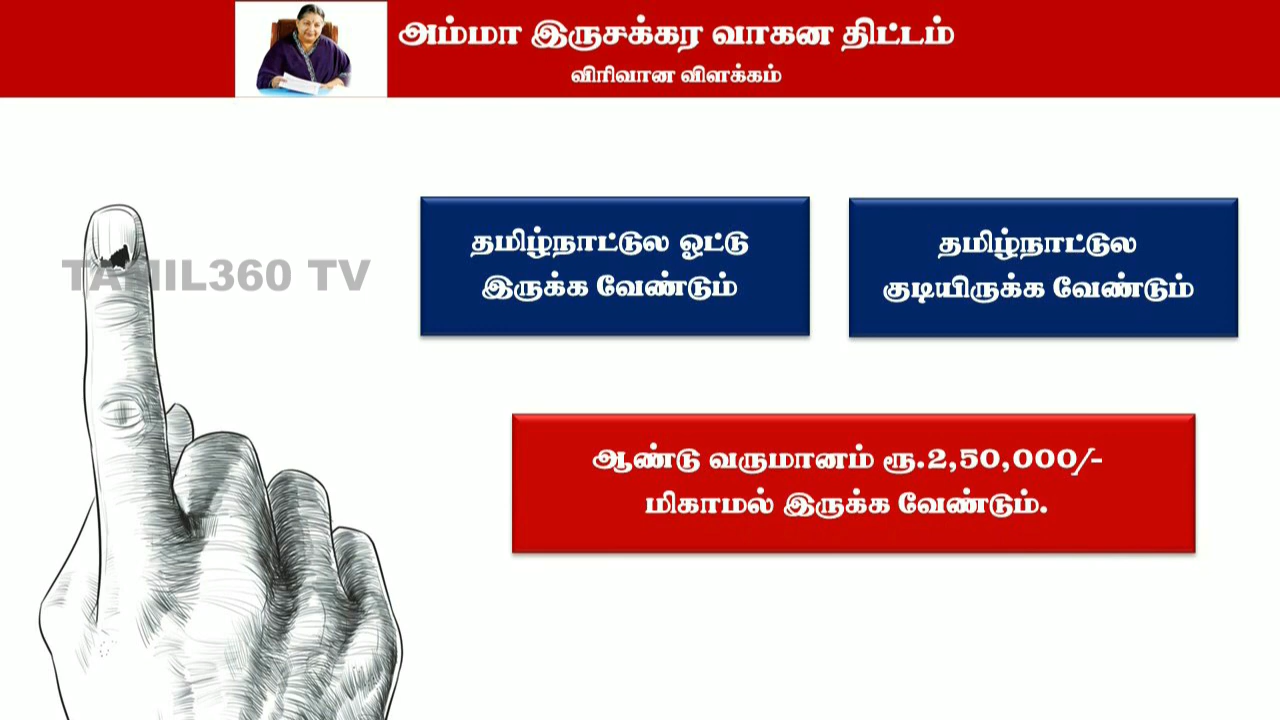 அம்மா இருசக்கர வாகன திட்டம்
விரிவான விளக்கம்
TAMIL360 TV
தமிழ்நாட்டுல ஓட்டு
இருக்க வேண்டும்
தமிழ்நாட்டுல
குடியிருக்க வேண்டும்
ஆண்டு வருமானம் ரூ.2,50,000/-
மிகாமல் இருக்க வேண்டும்.